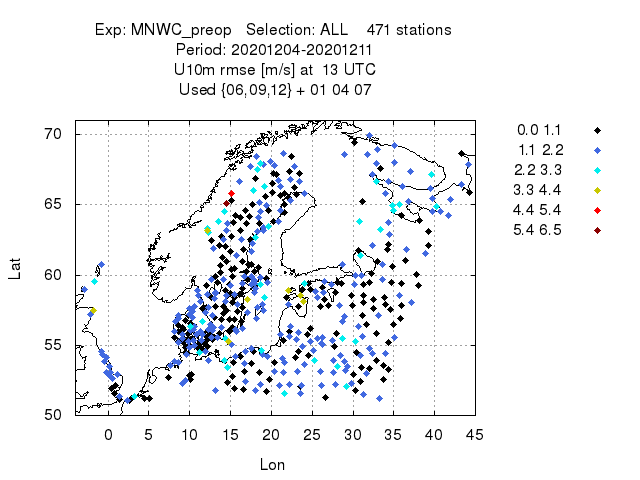 Exp: MNWC_preop   Selection: ALL    471 stations
Period: 20201204-20201211
U10m rmse [m/s] at  13 UTC
Used {06,09,12} + 01 04 07
0.0 1.1
1.1 2.2
2.2 3.3
3.3 4.4
4.4 5.4
5.4 6.5
70
65
60
55
50
Lat
0 5 10 15 20 25 30 35 40 45
Lon